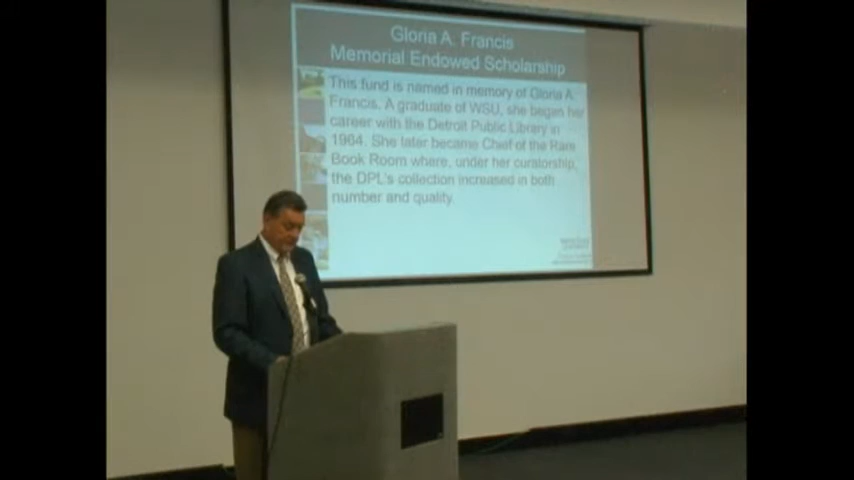 Gloria A. Francis
Memorial Endowed Scholarship
This fund is named in memory of Gloria A.
Francis. A graduate of WSU, she began her
career with the Detroit Public Library in
1964. She later became Chief of the Rare
Book Room where, under her curatorship,
the DPL's collection increased in both
number and quality.